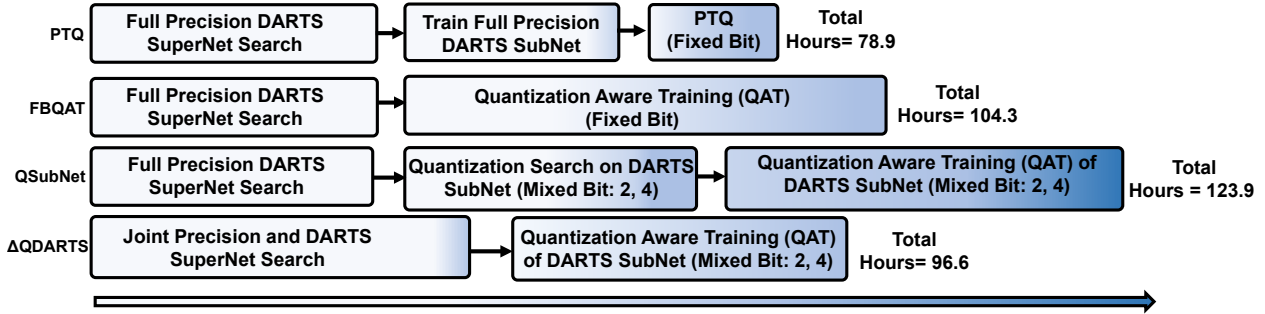 PTQ
Full Precision DARTS
SuperNet Search
Train Full Precision
DARTS SubNet
PTQ
(Fixed Bit)
Total
Hours= 78.9
FBQAT
Full Precision DARTS
SuperNet Search
Quantization Aware Training (QAT)
(Fixed Bit)
Total
Hours= 104.3
QSubNet
Full Precision DARTS
SuperNet Search
Quantization Search on DARTS
SubNet (Mixed Bit: 2, 4)
Quantization Aware Training (QAT) of
DARTS SubNet (Mixed Bit: 2, 4)
Total
Hours = 123.9
ΔQDARTS
Joint Precision and DARTS
SuperNet Search
Quantization Aware Training (QAT)
of DARTS SubNet (Mixed Bit: 2, 4)
Total
Hours= 96.6